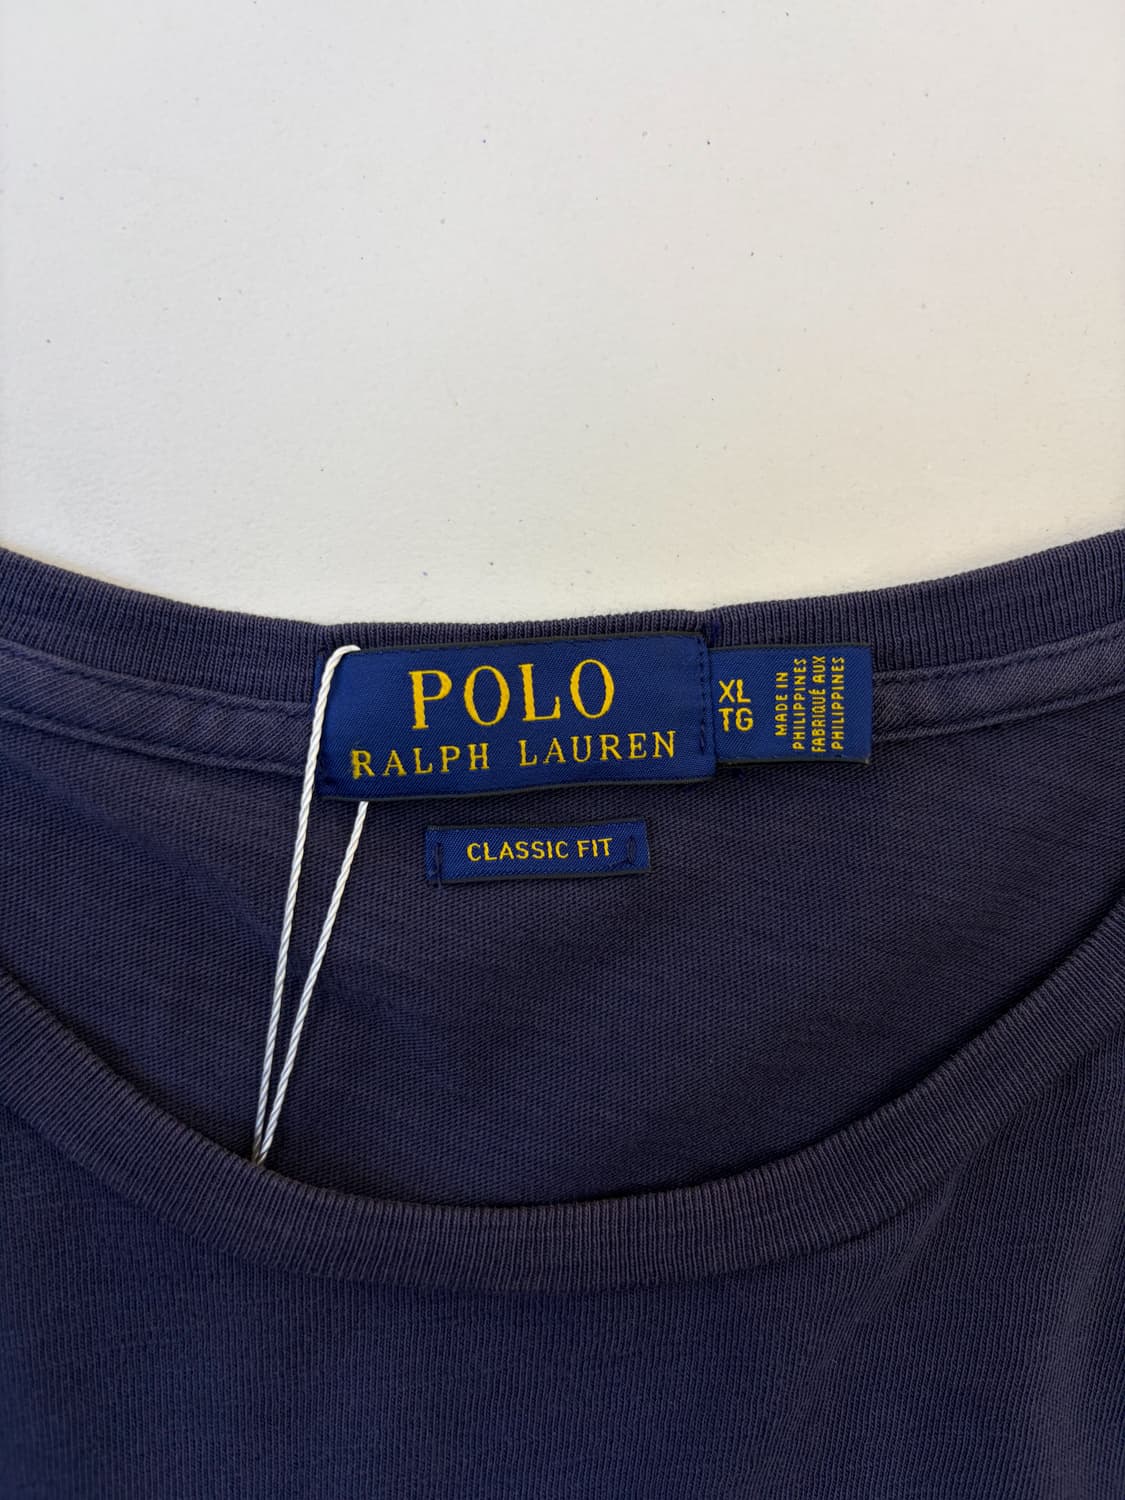 POLO
RALPH LAUREN
XL
TG
MADE IN
PHILIPPINES
FABRIQUÉ AUX
PHILIPPINES
CLASSIC FIT